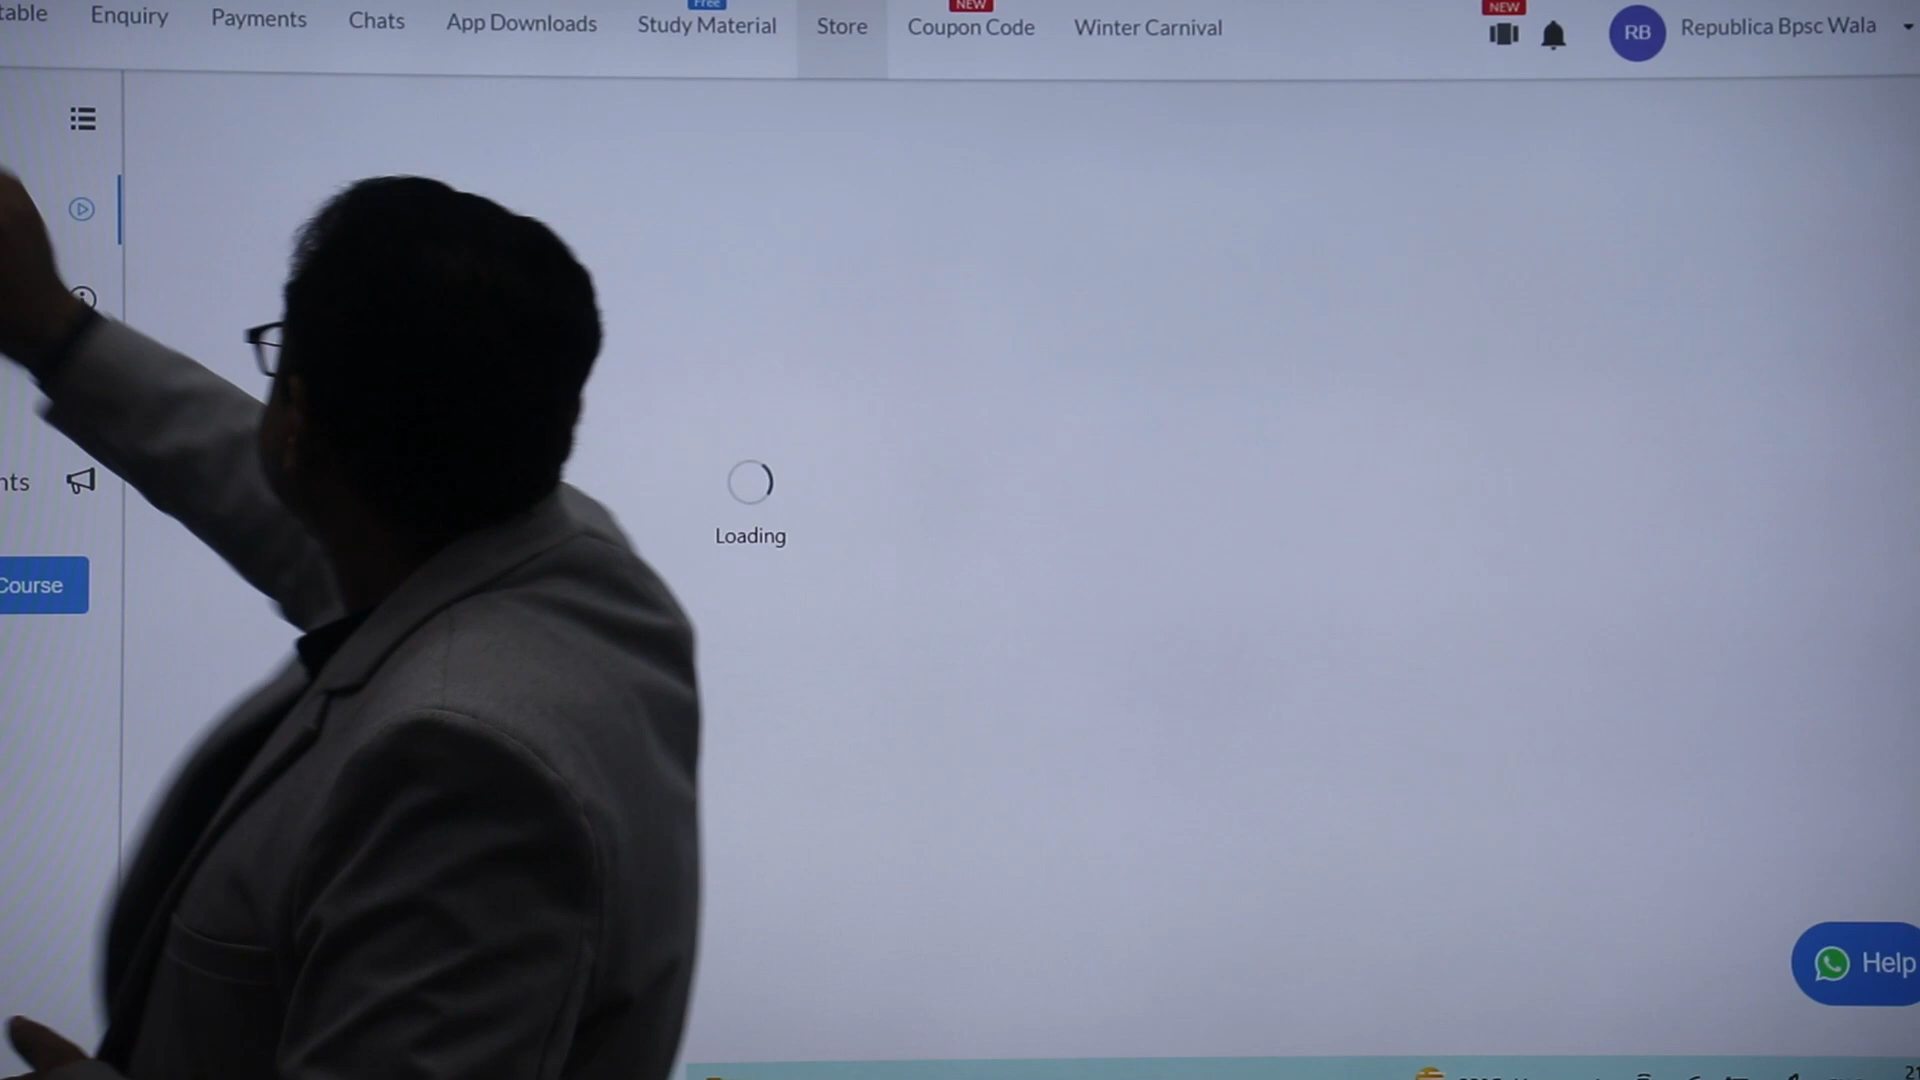 table Enquiry Payments Chats App Downloads Free Study Material Store NEW Coupon Code Winter Carnival NEW RB Republica Bpsc Wala
nts
Course
Loading
Help